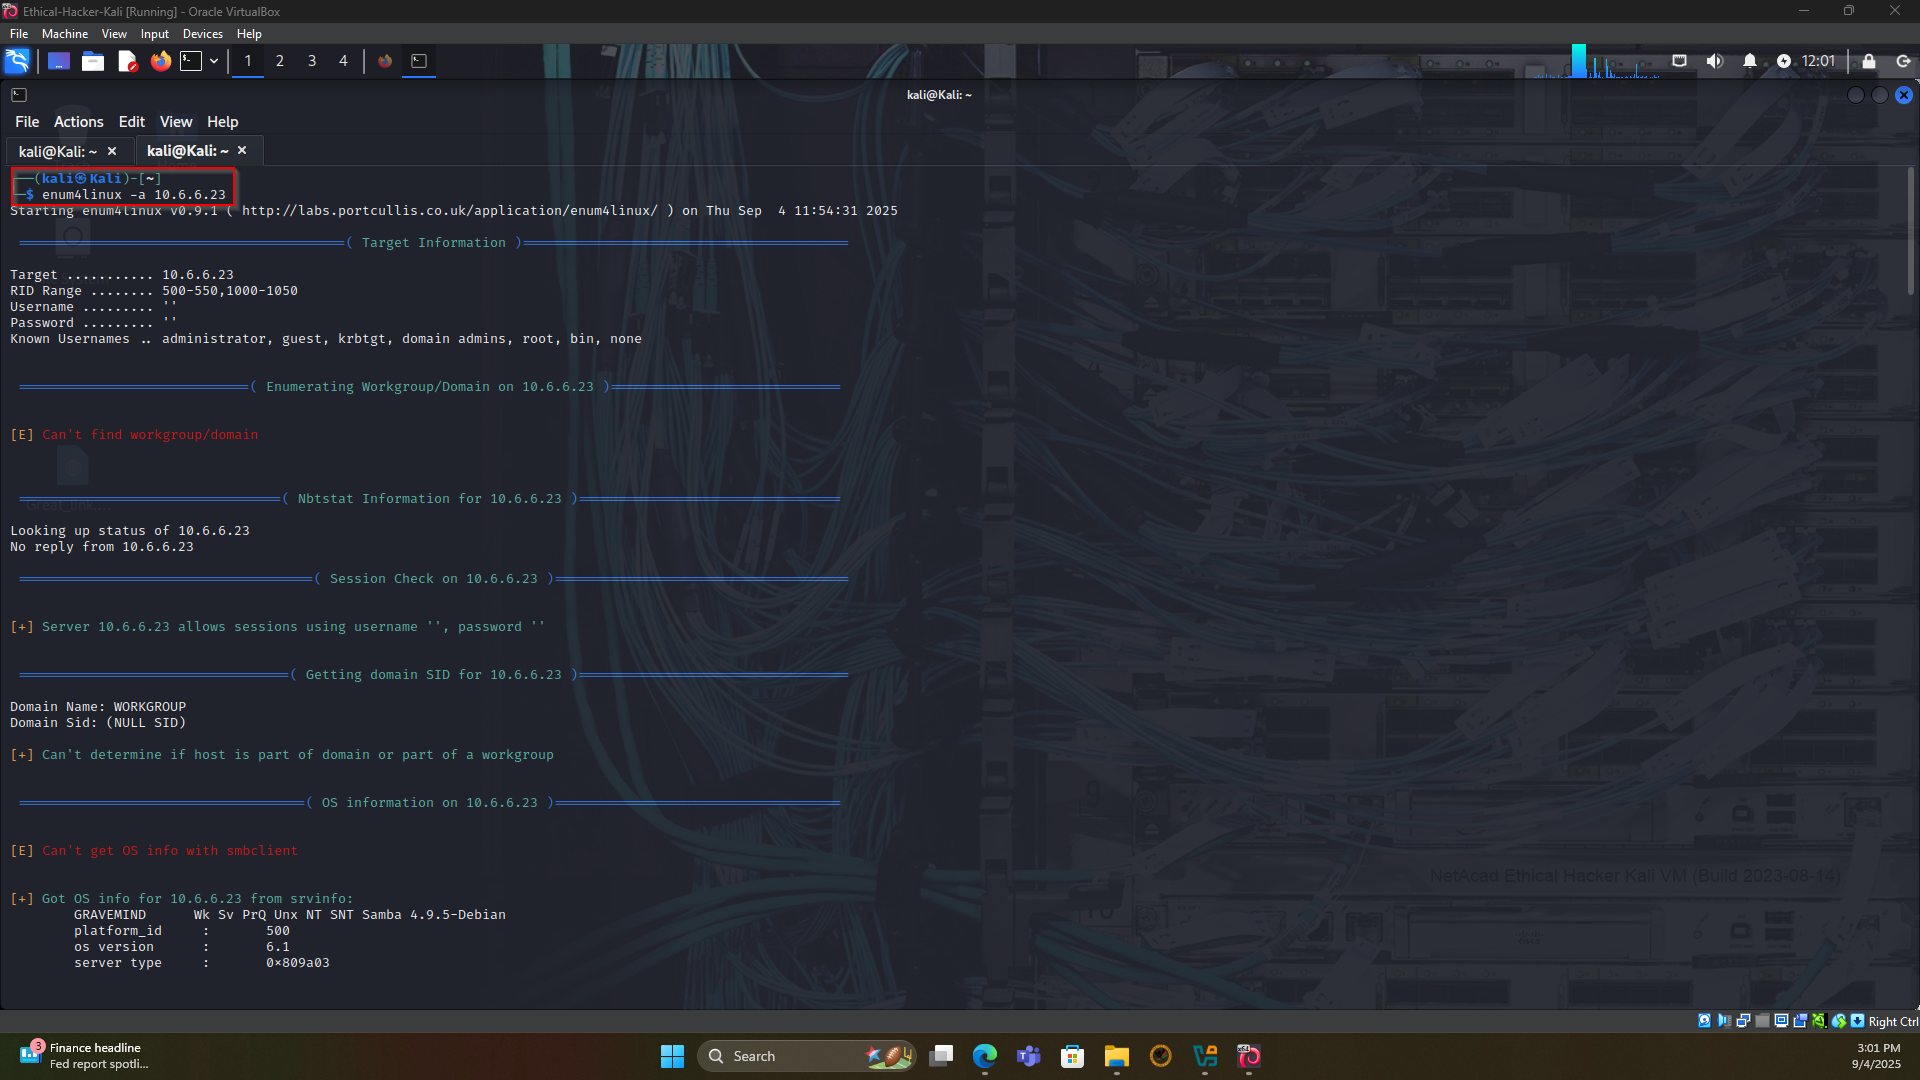 Ethical-Hacker-Kali [Running] - Oracle VirtualBox
File Machine View Input Devices Help
1 2 3 4
12:01
kali@Kali: ~
File Actions Edit View Help
kali@Kali: ~ × kali@Kali: ~ ×
──(kali㉿Kali)-[~]
─$ enum4linux -a 10.6.6.23
Starting enum4linux v0.9.1 ( http://labs.portcullis.co.uk/application/enum4linux/ ) on Thu Sep  4 11:54:31 2025
( Target Information )
Target ........... 10.6.6.23
RID Range ........ 500-550,1000-1050
Username ......... ''
Password ......... ''
Known Usernames .. administrator, guest, krbtgt, domain admins, root, bin, none
( Enumerating Workgroup/Domain on 10.6.6.23 )
[E] Can't find workgroup/domain
( Nbtstat Information for 10.6.6.23 )
Looking up status of 10.6.6.23
No reply from 10.6.6.23
( Session Check on 10.6.6.23 )
[+] Server 10.6.6.23 allows sessions using username '', password ''
( Getting domain SID for 10.6.6.23 )
Domain Name: WORKGROUP
Domain Sid: (NULL SID)
[+] Can't determine if host is part of domain or part of a workgroup
( OS information on 10.6.6.23 )
[E] Can't get OS info with smbclient
NetAcad Ethical Hacker Kali VM (Build 2023-08-14)
[+] Got OS info for 10.6.6.23 from srvinfo:
GRAVEMIND      Wk Sv PrQ Unx NT SNT Samba 4.9.5-Debian
platform_id     :       500
os version      :       6.1
server type     :       0×809a03
Right Ctrl
3
Finance headline
Fed report spotli...
Search
3:01 PM
9/4/2025